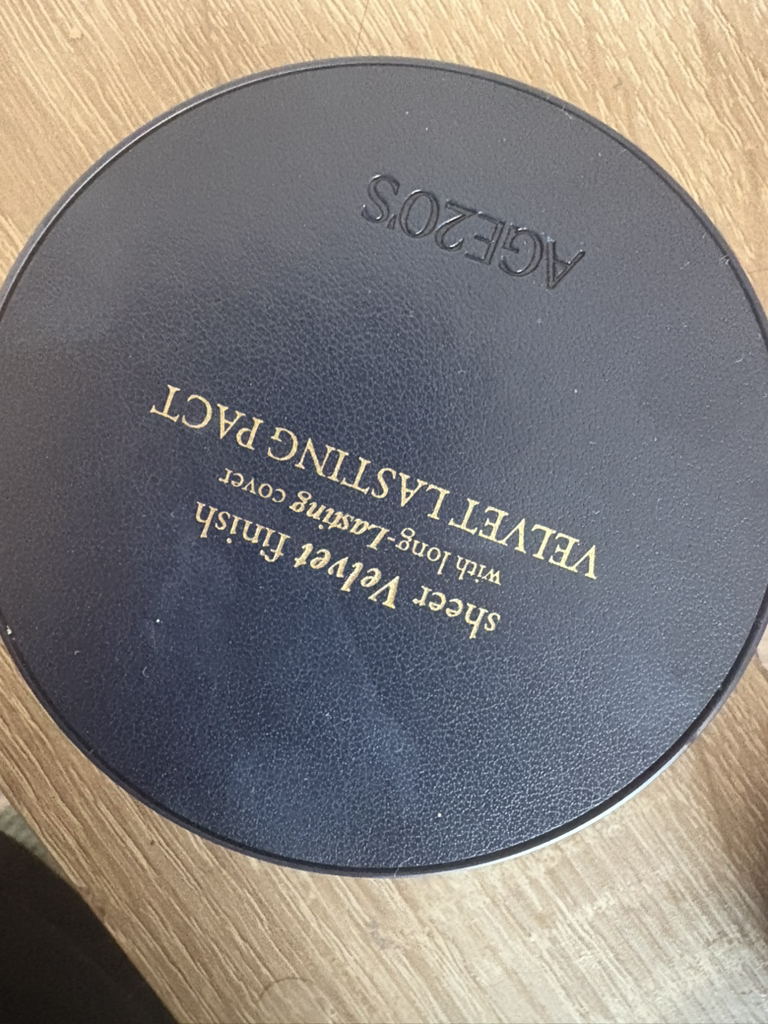 sheer Velvet finish
with long-Lasting cover
VELVET LASTING PACT
AGE20'S